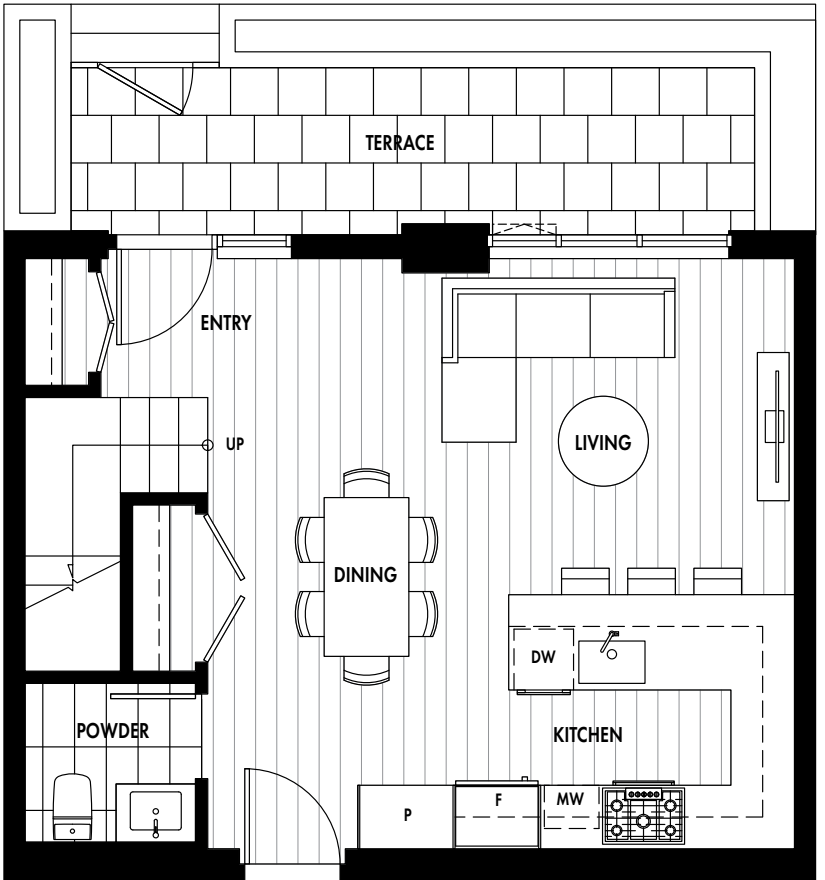 TERRACE
ENTRY
UP
LIVING
DINING
DW
POWDER
KITCHEN
P
F
MW